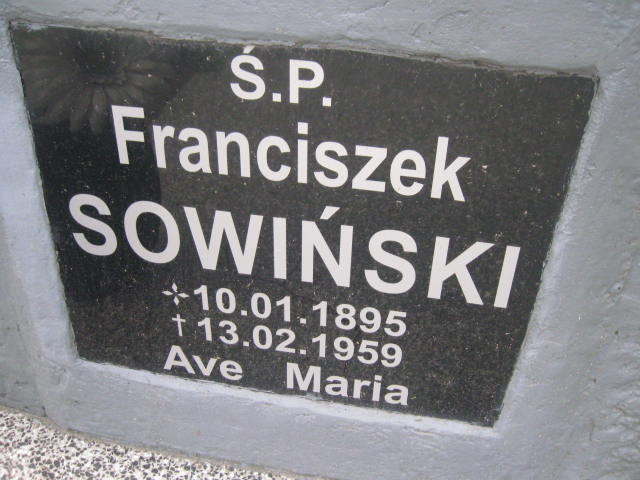 Ś.P.
Franciszek
SOWIŃSKI
✢10.01.1895
†13.02.1959
Ave Maria